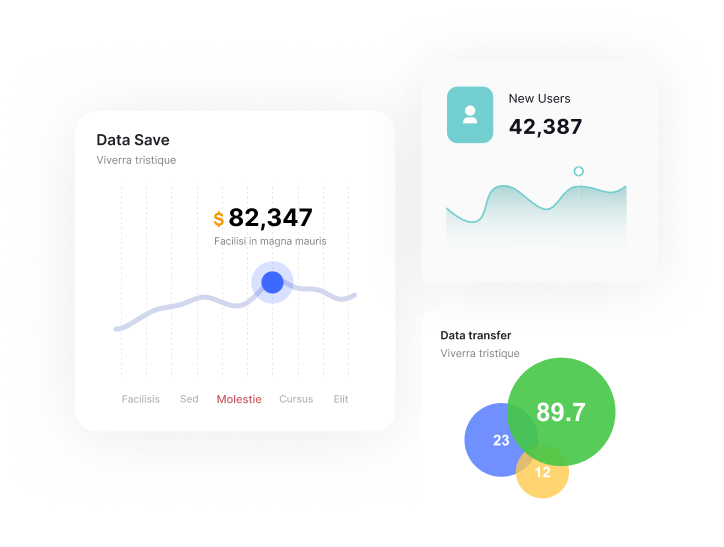 Data Save
Viverra tristique
$ 82,347
Facilisi in magna mauris
Facilisis Sed Molestie Cursus Elit
New Users
42,387
Data transfer
Viverra tristique
89.7
23
12